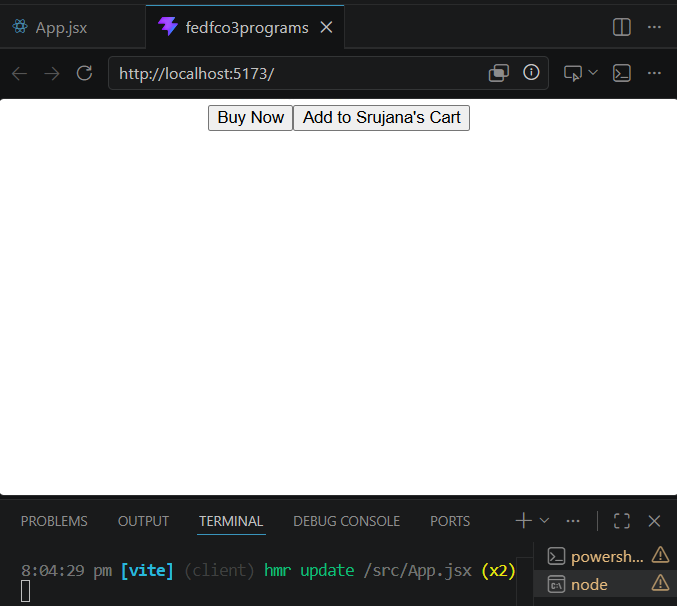 App.jsx fedfco3programs
http://localhost:5173/
Buy Now Add to Srujana's Cart
PROBLEMS OUTPUT TERMINAL DEBUG CONSOLE PORTS
powersh...
8:04:29 pm [vite] (client) hmr update /src/App.jsx (x2)
node